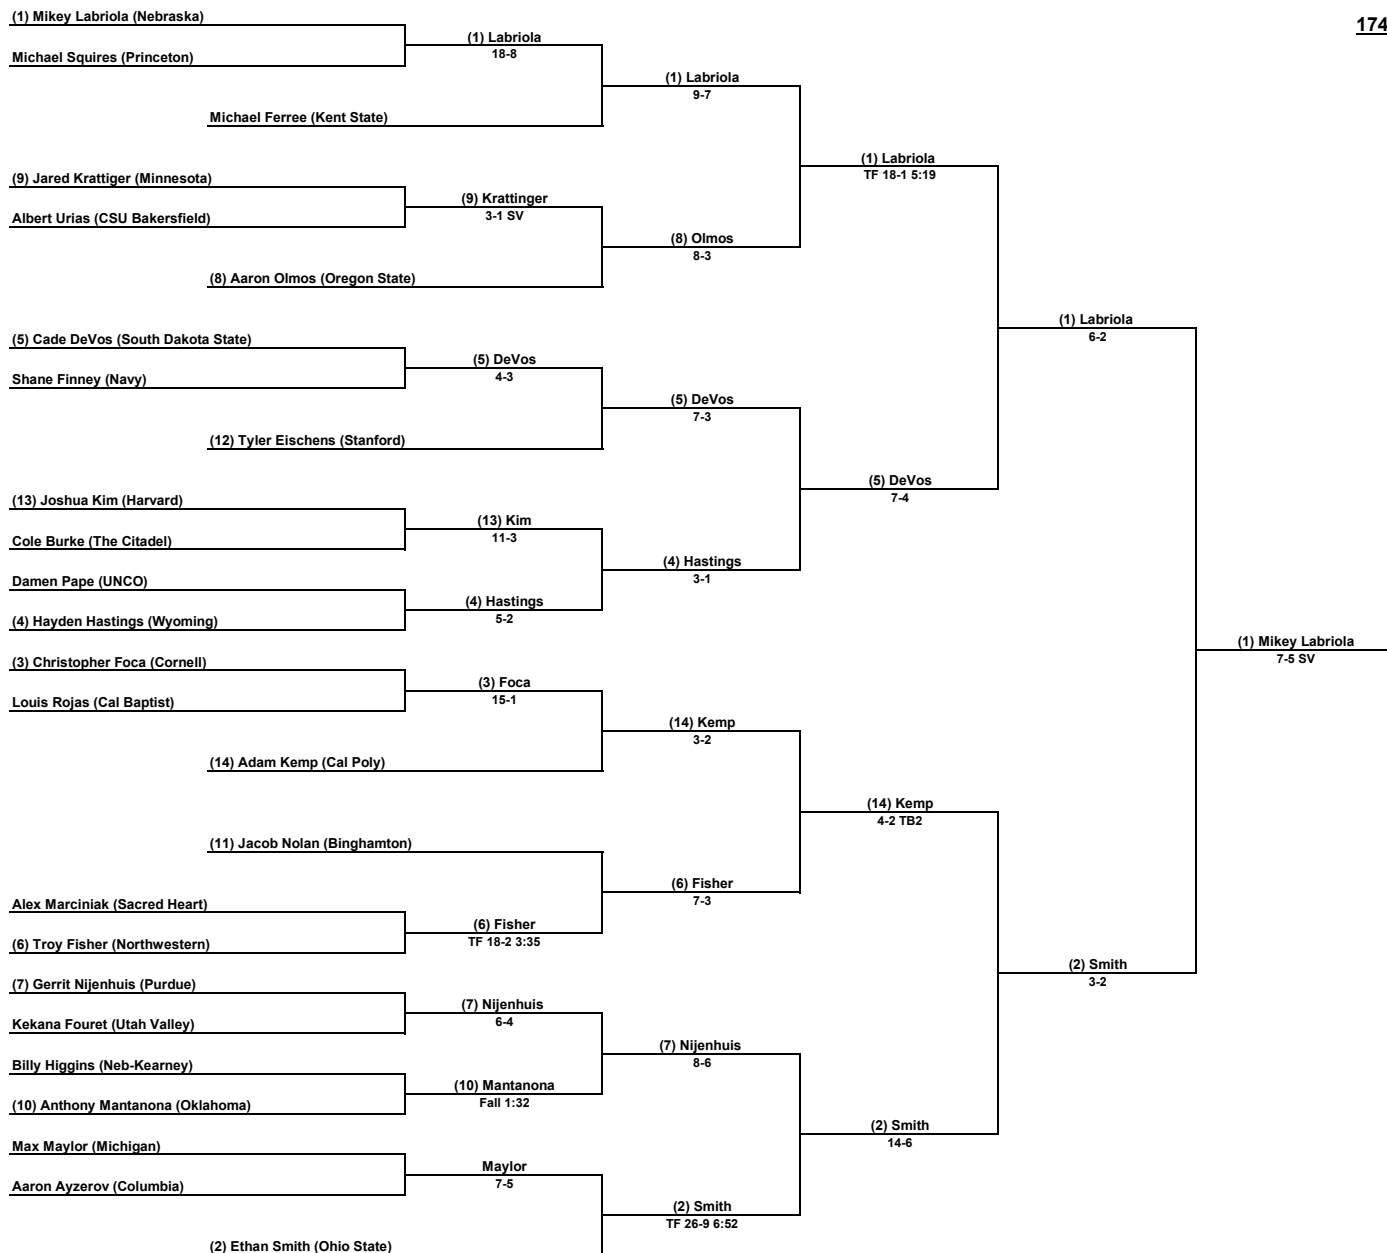 (1) Mikey Labriola (Nebraska)
174
(1) Labriola
18-8
Michael Squires (Princeton)
(1) Labriola
9-7
Michael Ferree (Kent State)
(1) Labriola
TF 18-1 5:19
(9) Jared Krattiger (Minnesota)
(9) Krattinger
3-1 SV
Albert Urias (CSU Bakersfield)
(8) Olmos
8-3
(8) Aaron Olmos (Oregon State)
(1) Labriola
6-2
(5) Cade DeVos (South Dakota State)
(5) DeVos
4-3
Shane Finney (Navy)
(5) DeVos
7-3
(12) Tyler Eischens (Stanford)
(5) DeVos
7-4
(13) Joshua Kim (Harvard)
(13) Kim
11-3
Cole Burke (The Citadel)
(4) Hastings
3-1
Damen Pape (UNCO)
(4) Hastings
5-2
(4) Hayden Hastings (Wyoming)
(1) Mikey Labriola
7-5 SV
(3) Christopher Foca (Cornell)
(3) Foca
15-1
Louis Rojas (Cal Baptist)
(14) Kemp
3-2
(14) Adam Kemp (Cal Poly)
(14) Kemp
4-2 TB2
(11) Jacob Nolan (Binghamton)
(6) Fisher
7-3
Alex Marciniak (Sacred Heart)
(6) Fisher
TF 18-2 3:35
(6) Troy Fisher (Northwestern)
(2) Smith
3-2
(7) Gerrit Nijenhuis (Purdue)
(7) Nijenhuis
6-4
Kekana Fouret (Utah Valley)
(7) Nijenhuis
8-6
Billy Higgins (Neb-Kearney)
(10) Mantanona
Fall 1:32
(10) Anthony Mantanona (Oklahoma)
(2) Smith
14-6
Max Maylor (Michigan)
Maylor
7-5
Aaron Ayzerov (Columbia)
(2) Smith
TF 26-9 6:52
(2) Ethan Smith (Ohio State)